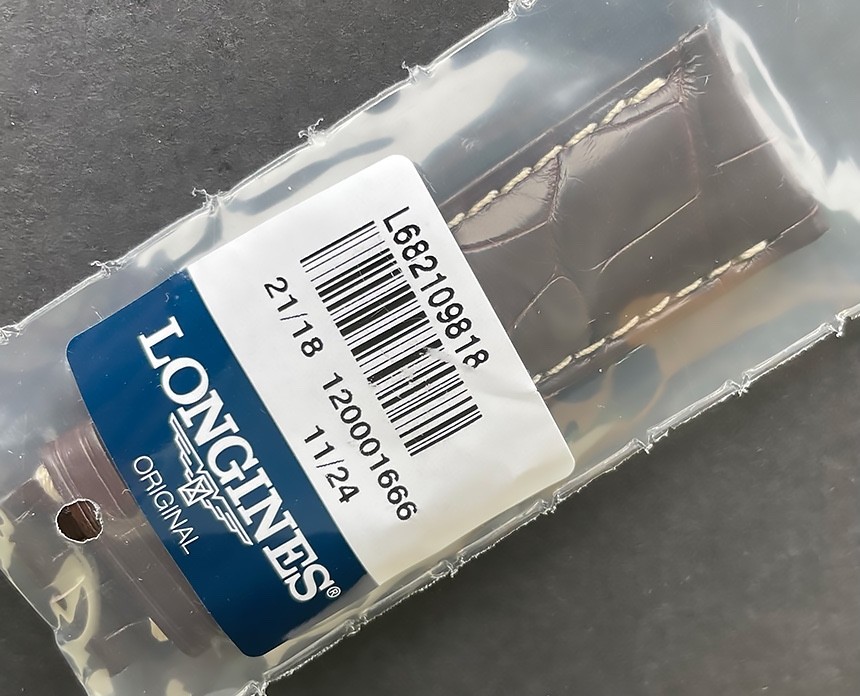 L682109818
21/18 120001666
11/24
LONGINES®
ORIGINAL